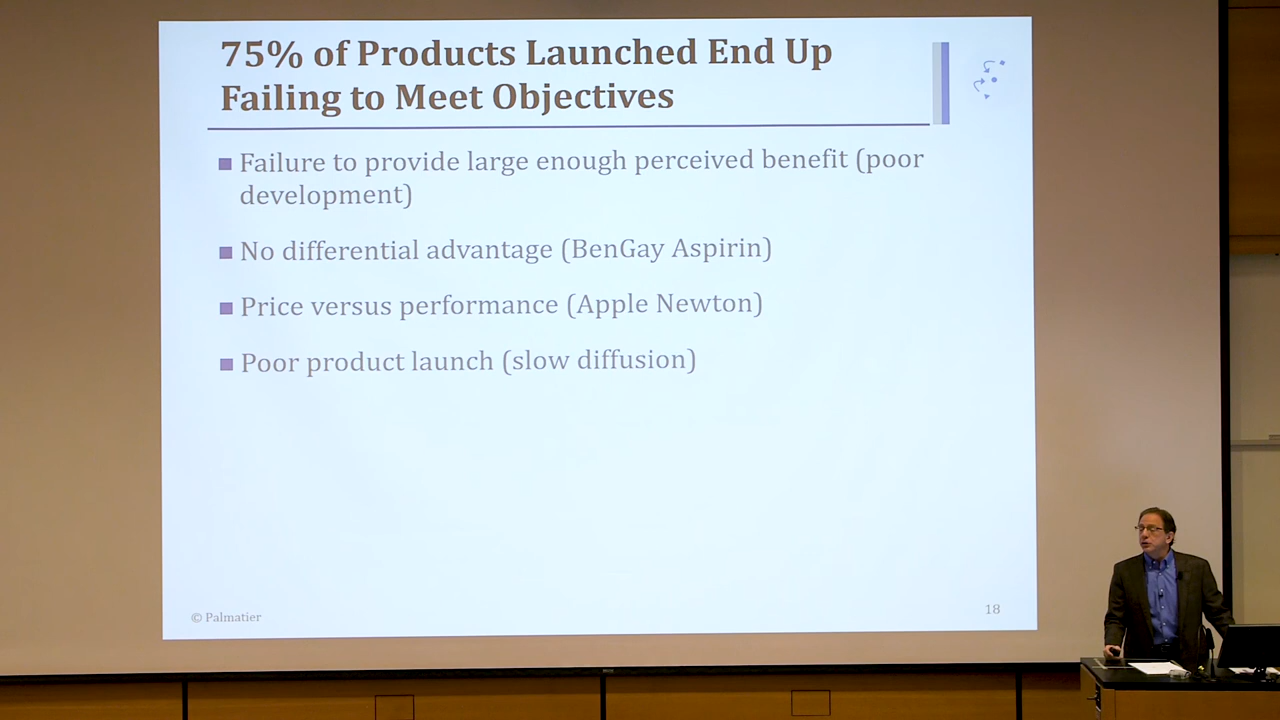 75% of Products Launched End Up
Failing to Meet Objectives
Failure to provide large enough perceived benefit (poor
development)
No differential advantage (BenGay Aspirin)
Price versus performance (Apple Newton)
Poor product launch (slow diffusion)
© Palmatier
18